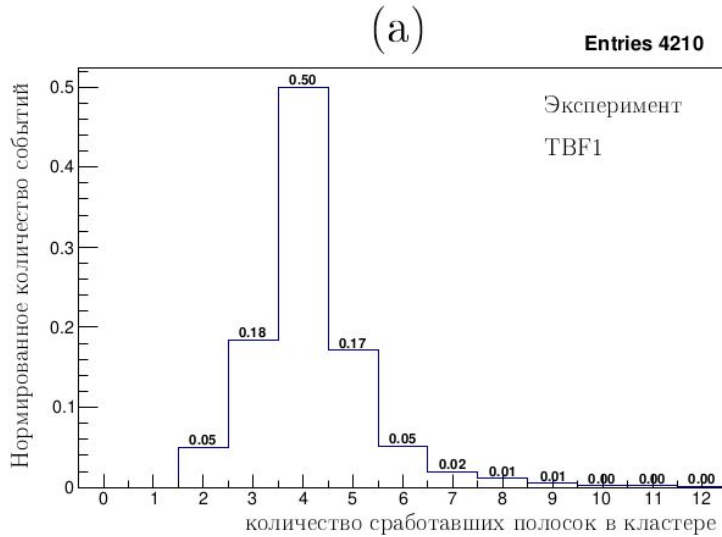 (a)
Entries 4210
Нормированное количество событий
0.5
0.4
0.3
0.2
0.1
0
0.50
0.18
0.17
0.05
0.05
0.02
0.01
0.01
0.00
0.00
0.00
Эксперимент
TBF1
0 1 2 3 4 5 6 7 8 9 10 11 12
количество сработавших полосок в кластере